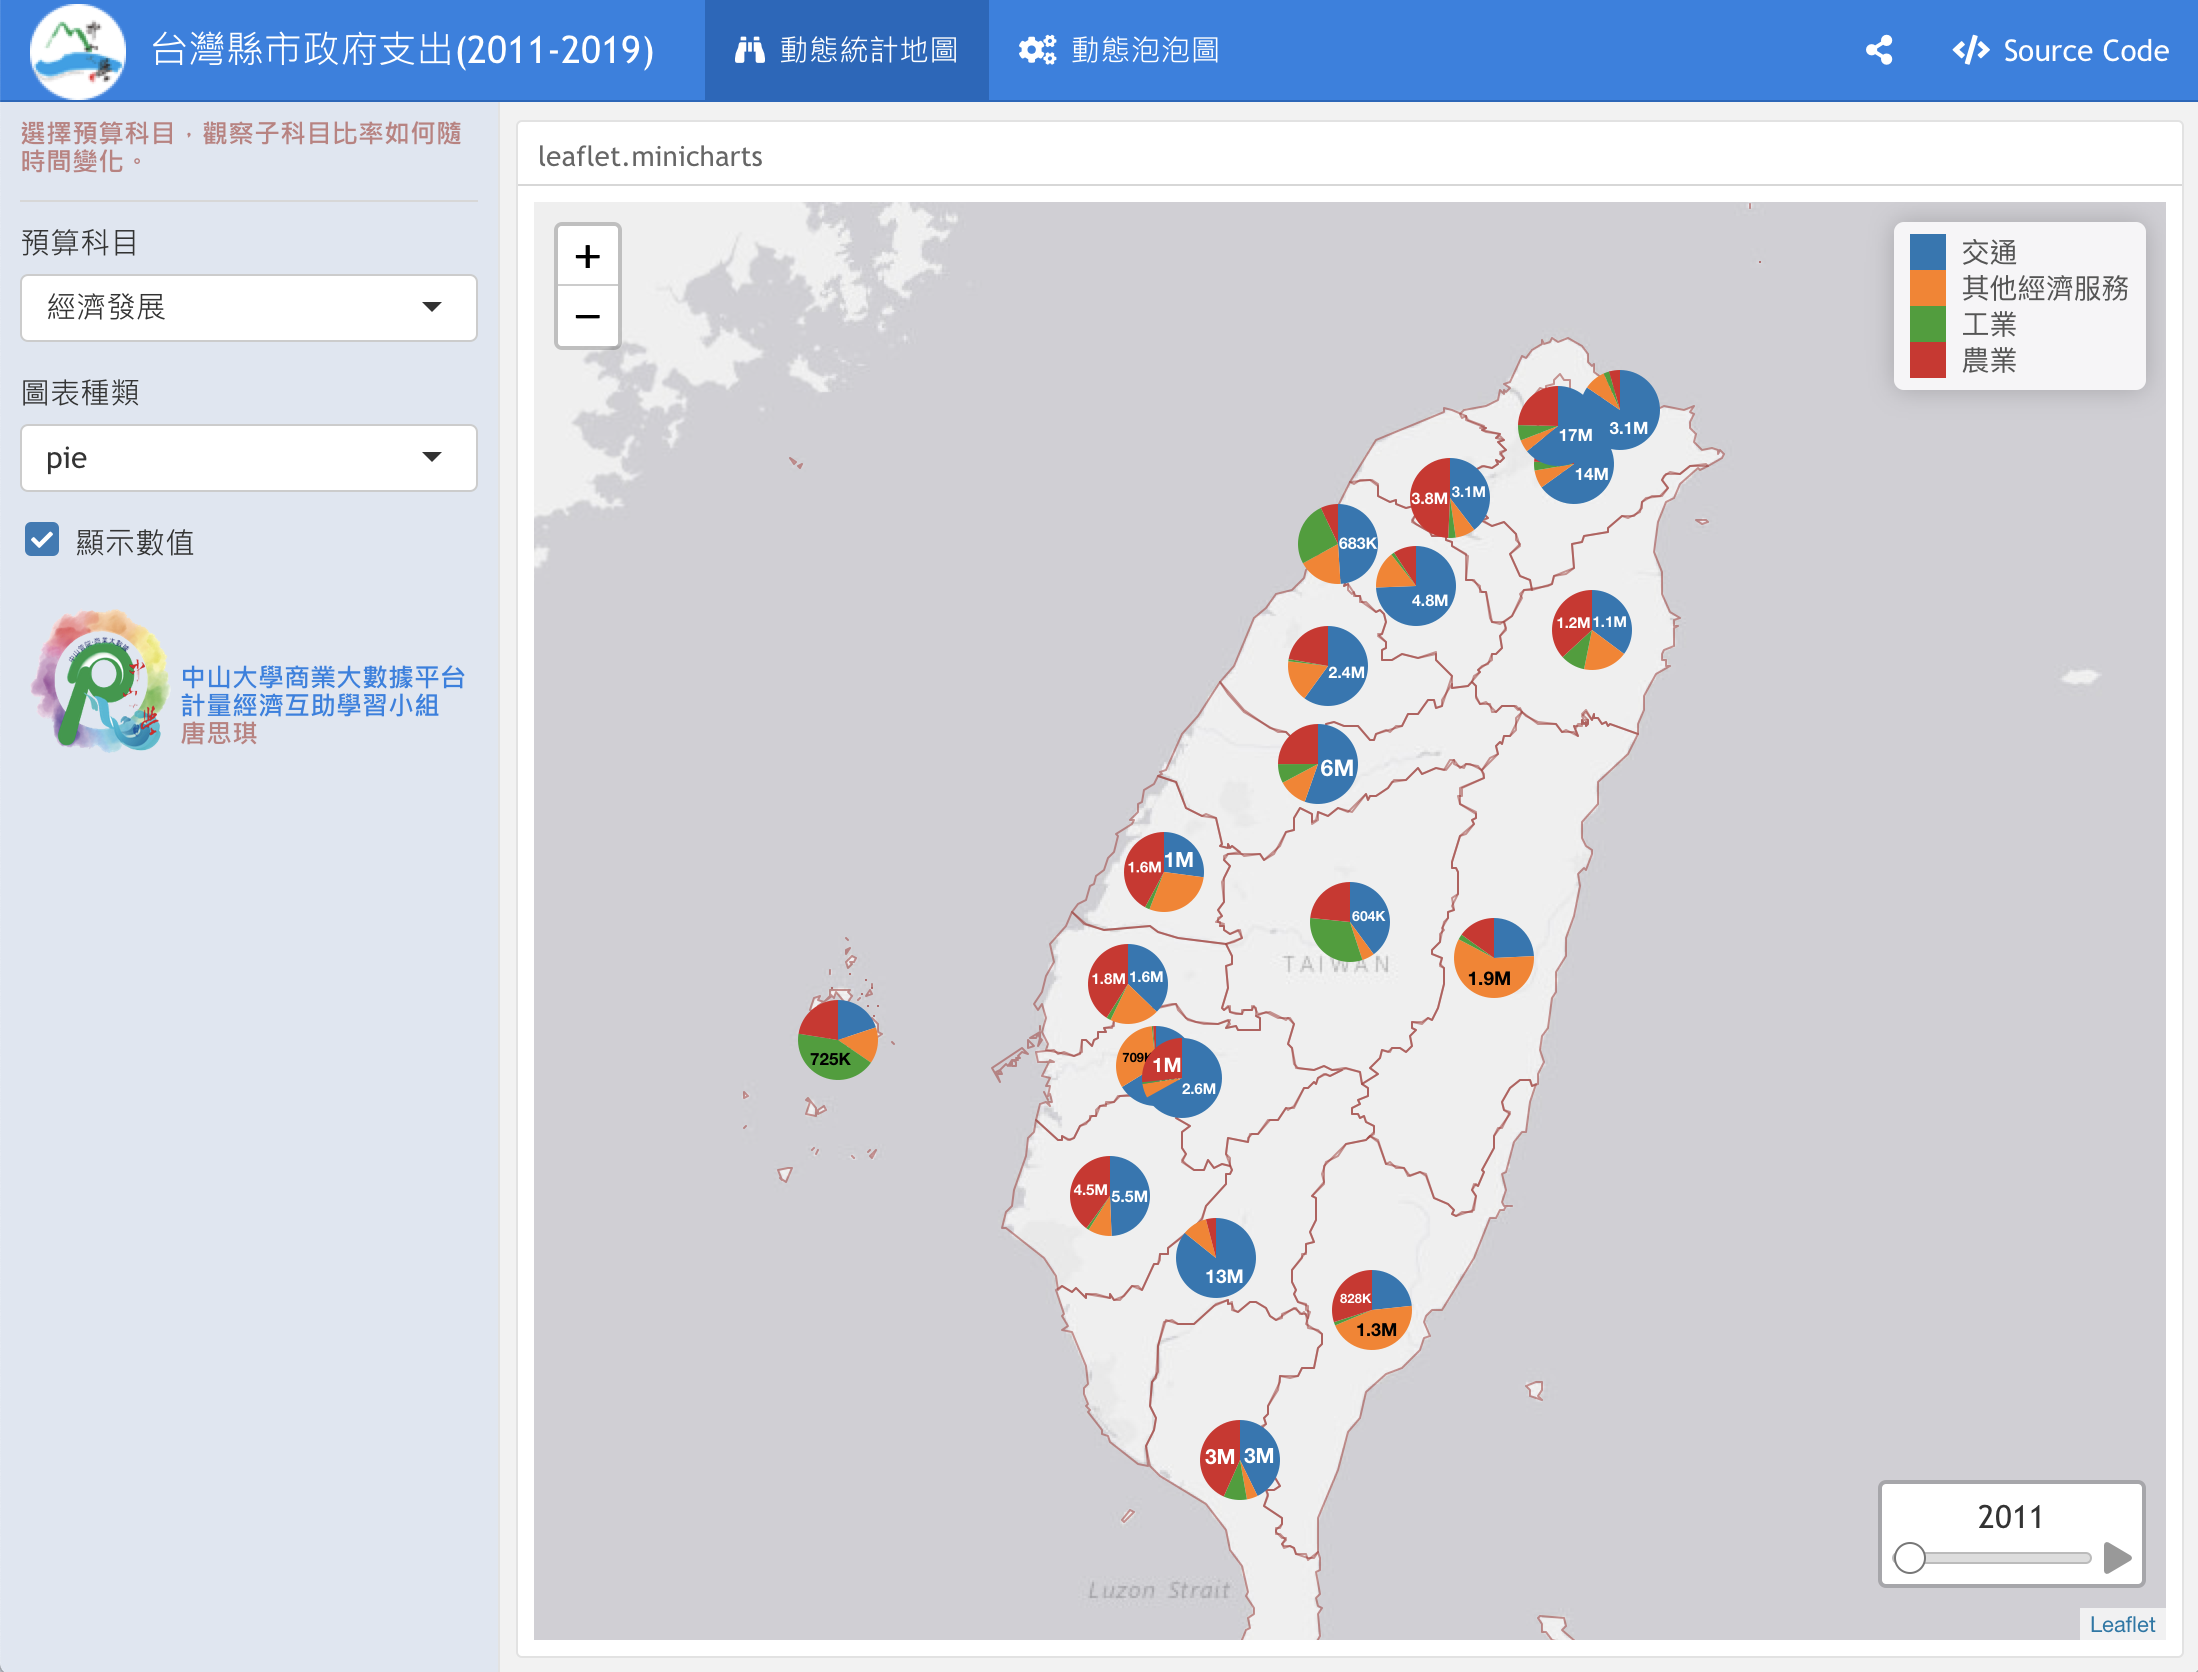 台灣縣市政府支出(2011-2019)
動態統計地圖
動態泡泡圖
Source Code
選擇預算科目，觀察子科目比率如何隨
時間變化。
預算科目
經濟發展
圖表種類
pie
顯示數值
中山大學商業大數據平台
計量經濟互助學習小組
唐思琪
leaflet.minicharts
+
−
交通
其他經濟服務
工業
農業
3.1M
17M
14M
3.8M 3.1M
683K
4.8M
1.2M 1.1M
2.4M
6M
1.6M 1M
604K
TAIWAN
1.9M
1.8M 1.6M
725K
709K
1M
2.6M
4.5M 5.5M
13M
828K
1.3M
3M 3M
2011
Luzon Strait
Leaflet